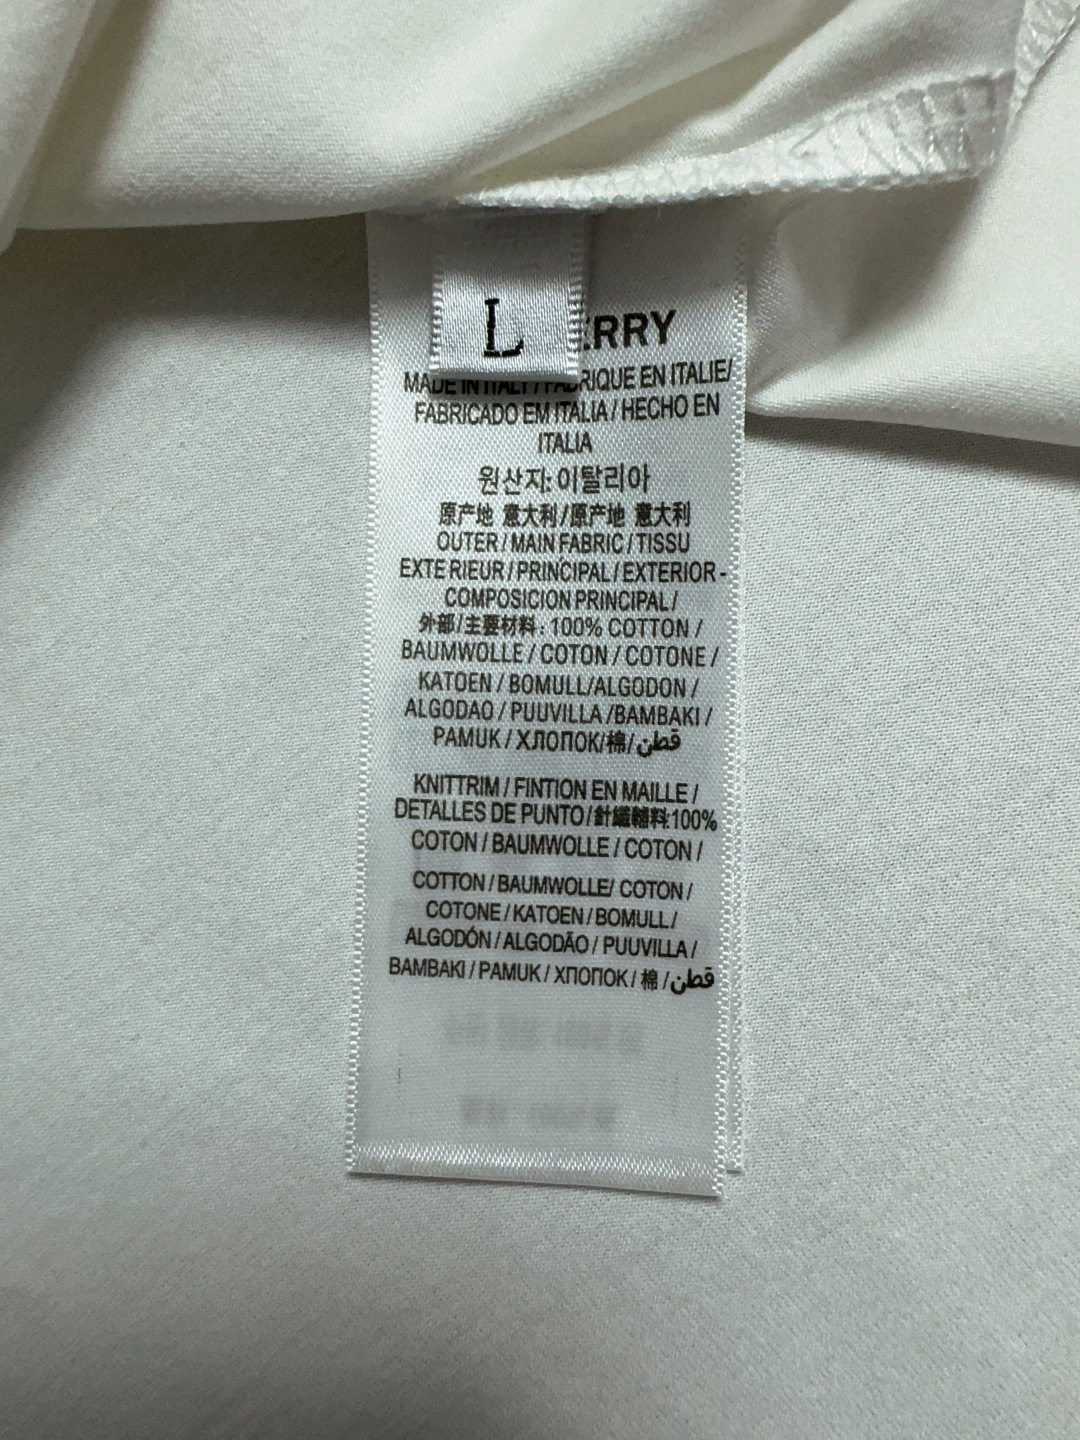 L
ERRY
MADE IN ITALY / FABRIQUE EN ITALIE/
FABRICADO EM ITALIA / HECHO EN
ITALIA
원산지: 이탈리아
原产地 意大利/原产地 意大利
OUTER / MAIN FABRIC / TISSU
EXTE RIEUR / PRINCIPAL / EXTERIOR -
COMPOSICION PRINCIPAL /
外部/主要材料: 100% COTTON /
BAUMWOLLE / COTON / COTONE /
KATOEN / BOMULL/ALGODON /
ALGODAO / PUUVILLA /BAMBAKI /
PAMUK / ХЛОПОК/棉/ قطن
KNITTRIM / FINTION EN MAILLE /
DETALLES DE PUNTO / 針織輔料:100%
COTON / BAUMWOLLE / COTON /
COTTON / BAUMWOLLE/ COTON /
COTONE / KATOEN / BOMULL /
ALGODÓN / ALGODÃO / PUUVILLA /
BAMBAKI / PAMUK / ХПОПОК / 棉 / قطن